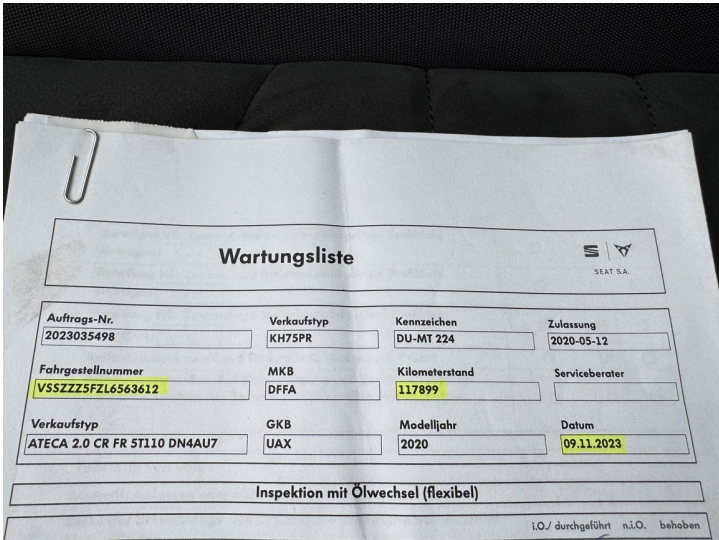 Wartungsliste
SEAT S.A.
Auftrags-Nr. Verkaufstyp Kennzeichen Zulassung
2023035498 KH75PR DU-MT 224 2020-05-12
Fahrgestellnummer MKB Kilometerstand Serviceberater
VSSZZZ5FZL6563612 DFFA 117899
Verkaufstyp GKB Modelljahr Datum
ATECA 2.0 CR FR 5T110 DN4AU7 UAX 2020 09.11.2023
Inspektion mit Ölwechsel (flexibel)
i.O./ durchgeführt n.i.O. behoben